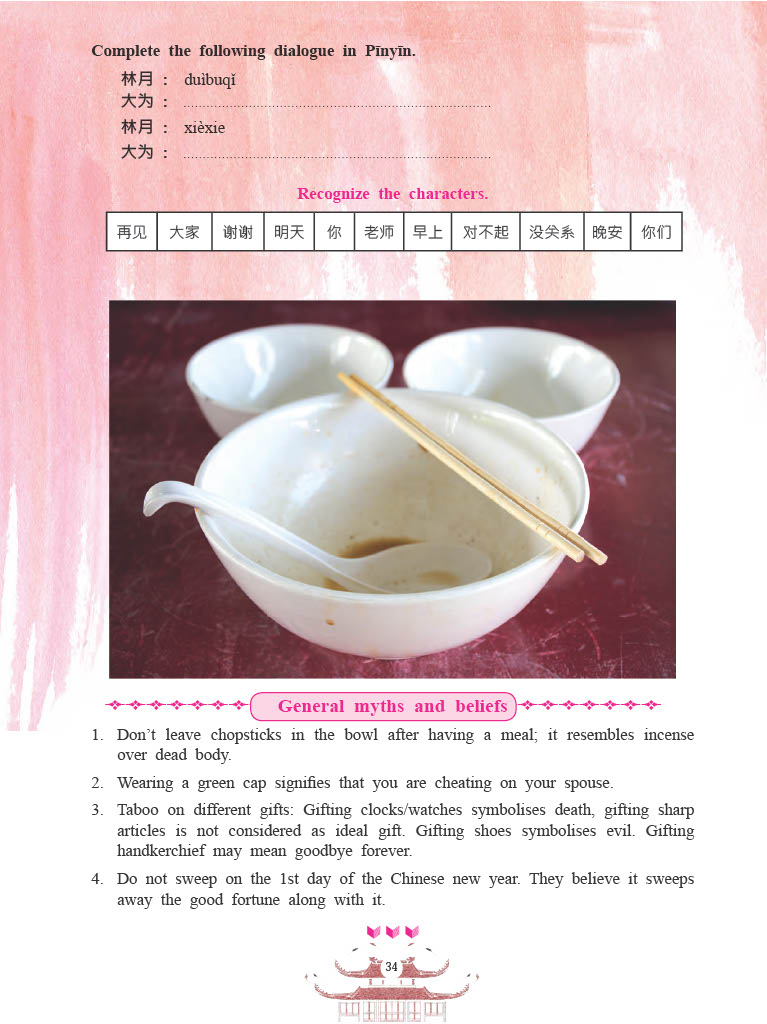 Complete the following dialogue in Pīnyīn.
林月 : duìbuqǐ
大为 : ......................................................................
林月 : xièxie
大为 : ......................................................................
Recognize the characters.
再见 大家 谢谢 明天 你 老师 早上 对不起 没关系 晚安 你们
General myths and beliefs
1. Don’t leave chopsticks in the bowl after having a meal; it resembles incense
over dead body.
2. Wearing a green cap signifies that you are cheating on your spouse.
3. Taboo on different gifts: Gifting clocks/watches symbolises death, gifting sharp
articles is not considered as ideal gift. Gifting shoes symbolises evil. Gifting
handkerchief may mean goodbye forever.
4. Do not sweep on the 1st day of the Chinese new year. They believe it sweeps
away the good fortune along with it.
34